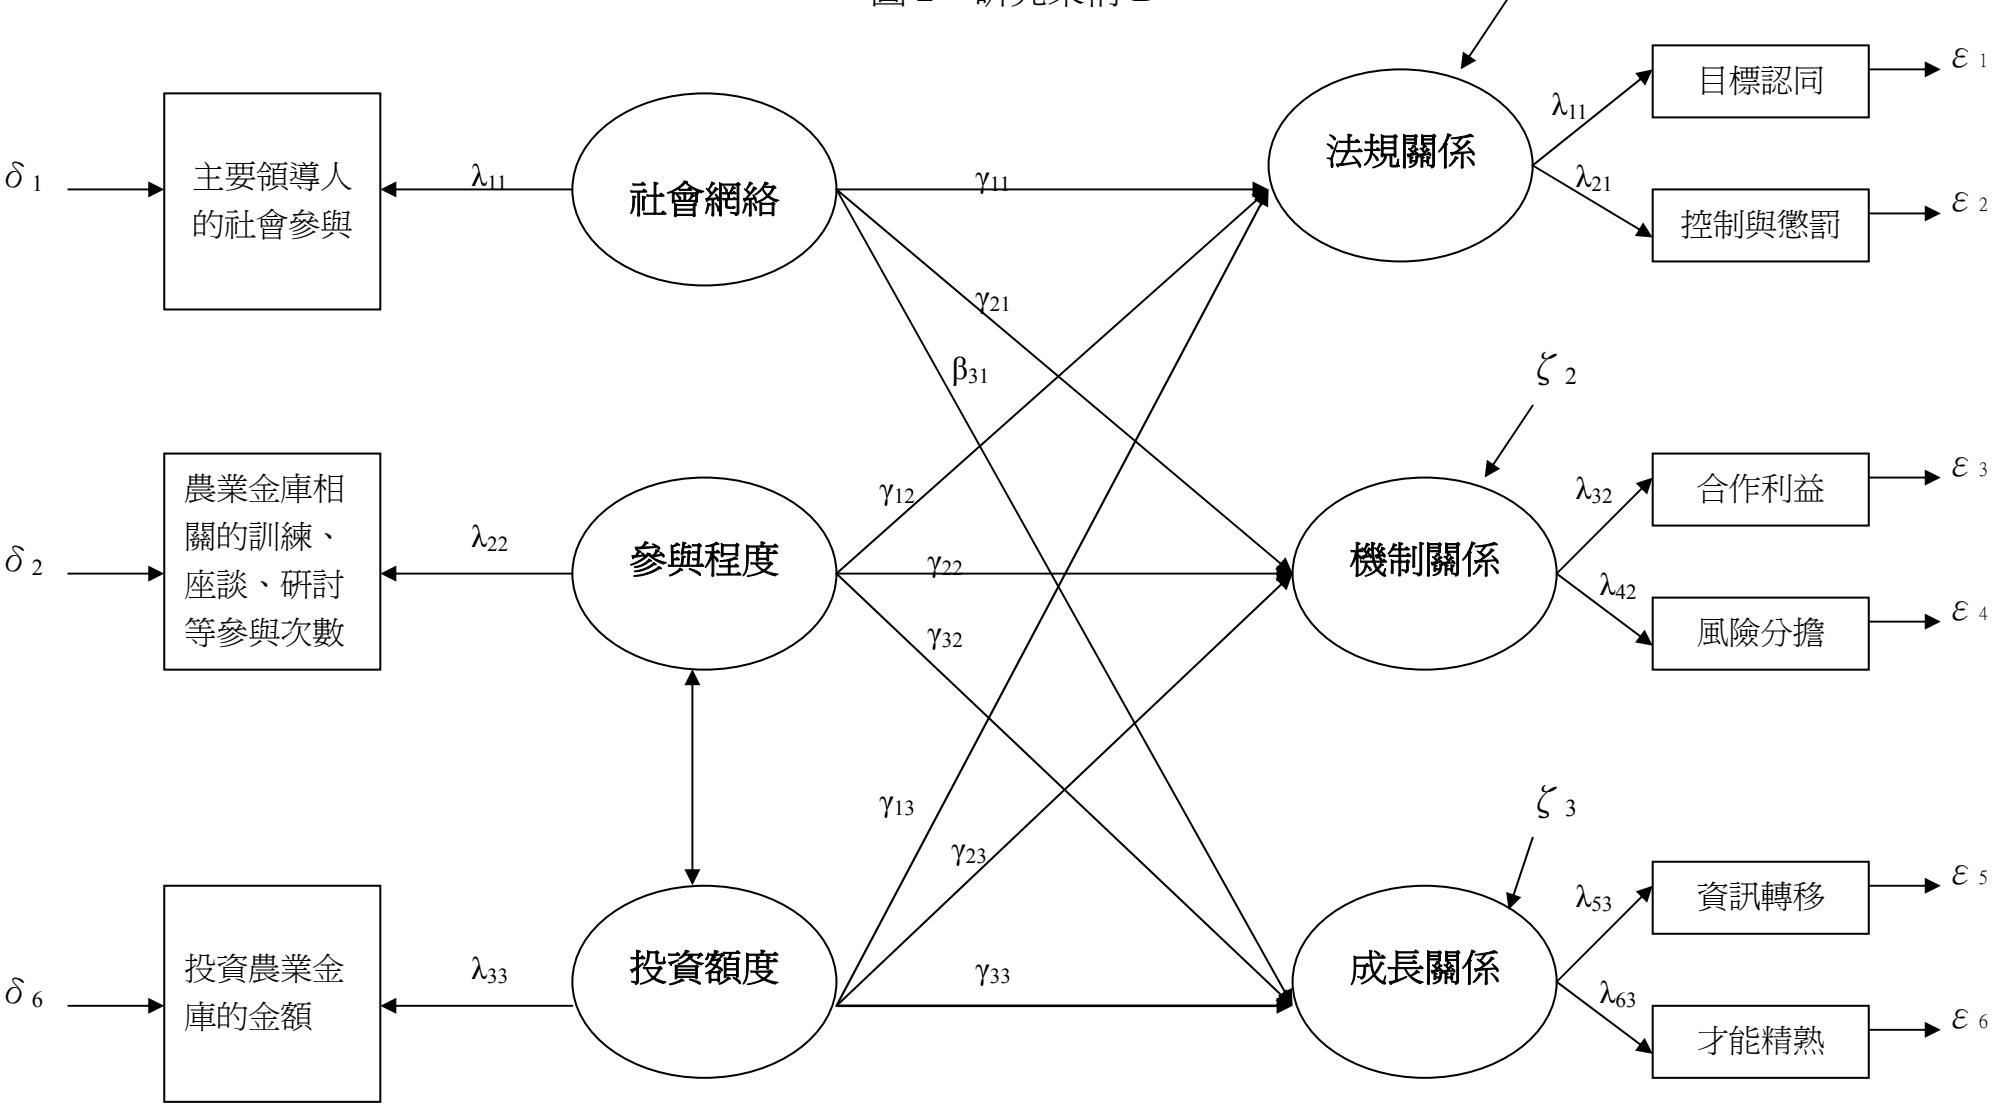 δ 1
主要領導人
的社會參與
λ11
社會網絡
γ11
γ21
β31
法規關係
λ11
λ21
目標認同
控制與懲罰
ε 1
ε 2
δ 2
農業金庫相
關的訓練、
座談、研討
等參與次數
λ22
參與程度
γ12
γ22
γ32
ζ 2
機制關係
λ32
λ42
合作利益
風險分擔
ε 3
ε 4
δ 6
投資農業金
庫的金額
λ33
投資額度
γ13
γ23
γ33
ζ 3
成長關係
λ53
λ63
資訊轉移
才能精熟
ε 5
ε 6